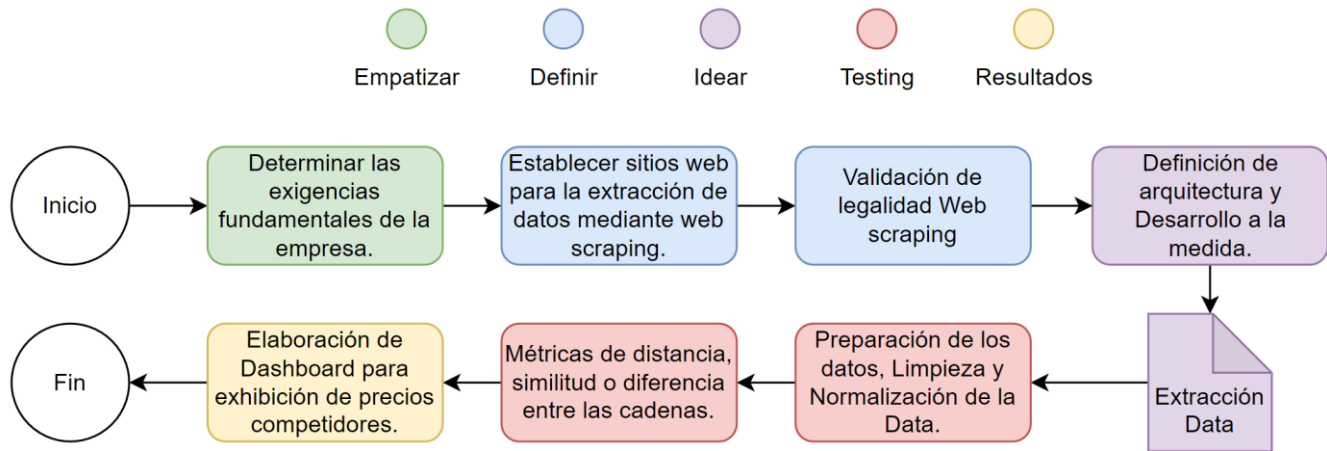 Empatizar
Definir
Idear
Testing
Resultados
Inicio
Determinar las
exigencias
fundamentales de la
empresa.
Establecer sitios web
para la extracción de
datos mediante web
scraping.
Validación de
legalidad Web
scraping
Definición de
arquitectura y
Desarrollo a la
medida.
Extracción
Data
Preparación de los
datos, Limpieza y
Normalización de la
Data.
Métricas de distancia,
similitud o diferencia
entre las cadenas.
Elaboración de
Dashboard para
exhibición de precios
competidores.
Fin